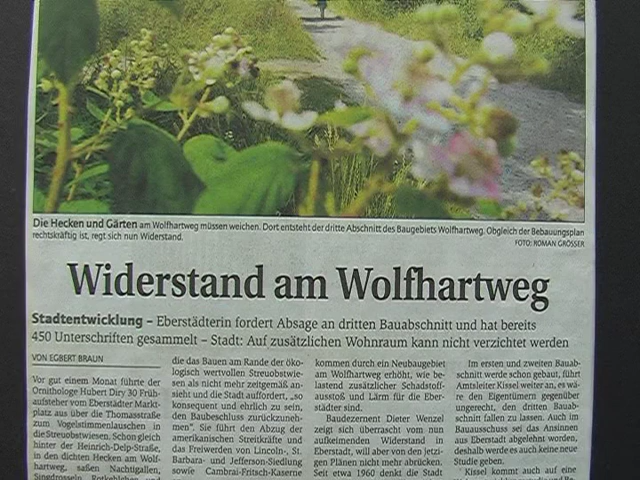 Die Hecken und Gärten am Wolfhartweg müssen weichen. Dort entsteht der dritte Abschnitt des Baugebiets Wolfhartweg. Obgleich der Bebauungsplan
rechtskräftig ist, regt sich nun Widerstand.
FOTO: ROMAN GRÖSSER
Widerstand am Wolfhartweg
Stadtentwicklung – Eberstädterin fordert Absage an dritten Bauabschnitt und hat bereits
450 Unterschriften gesammelt – Stadt: Auf zusätzlichen Wohnraum kann nicht verzichtet werden
VON EGBERT BRAUN
Vor gut einem Monat führte der
Ornithologe Hubert Diry 30 Früh-
aufsteher vom Eberstädter Markt-
platz aus über die Thomasstraße
zum Vogelstimmenlauschen in
die Streuobstwiesen. Schon gleich
hinter der Heinrich-Delp-Straße,
in den dichten Hecken am Wolf-
hartweg, saßen Nachtigallen,
Singdrosseln, Rotkehlchen und
die das Bauen am Rande der öko-
logisch wertvollen Streuobstwie-
sen als nicht mehr zeitgemäß an-
sieht und die Stadt auffordert, „so
konsequent und ehrlich zu sein,
den Baubeschluss zurückzuneh-
men“. Sie führt den Abzug der
amerikanischen Streitkräfte und
das Freiwerden von Lincoln-, St.
Barbara- und Jefferson-Siedlung
sowie Cambrai-Fritsch-Kaserne
kommen durch ein Neubaugebiet
am Wolfhartweg erhöht, wie be-
lastend zusätzlicher Schadstoff-
ausstoß und Lärm für die Eber-
städter sind.
Baudezernent Dieter Wenzel
zeigt sich überrascht vom nun
aufkeimenden Widerstand in
Eberstadt, will aber von den jetzi-
gen Plänen nicht mehr abrücken.
Seit etwa 1960 denkt die Stadt
Im ersten und zweiten Bauab-
schnitt werde schon gebaut, führt
Amtsleiter Kissel weiter an, es wä-
re den Eigentümern gegenüber
ungerecht, den dritten Bauab-
schnitt fallen zu lassen. Auch im
Bauausschuss sei das Ansinnen
aus Eberstadt abgelehnt worden,
deshalb werde es auch keine neue
Studie geben.
Kissel kommt auch auf eine